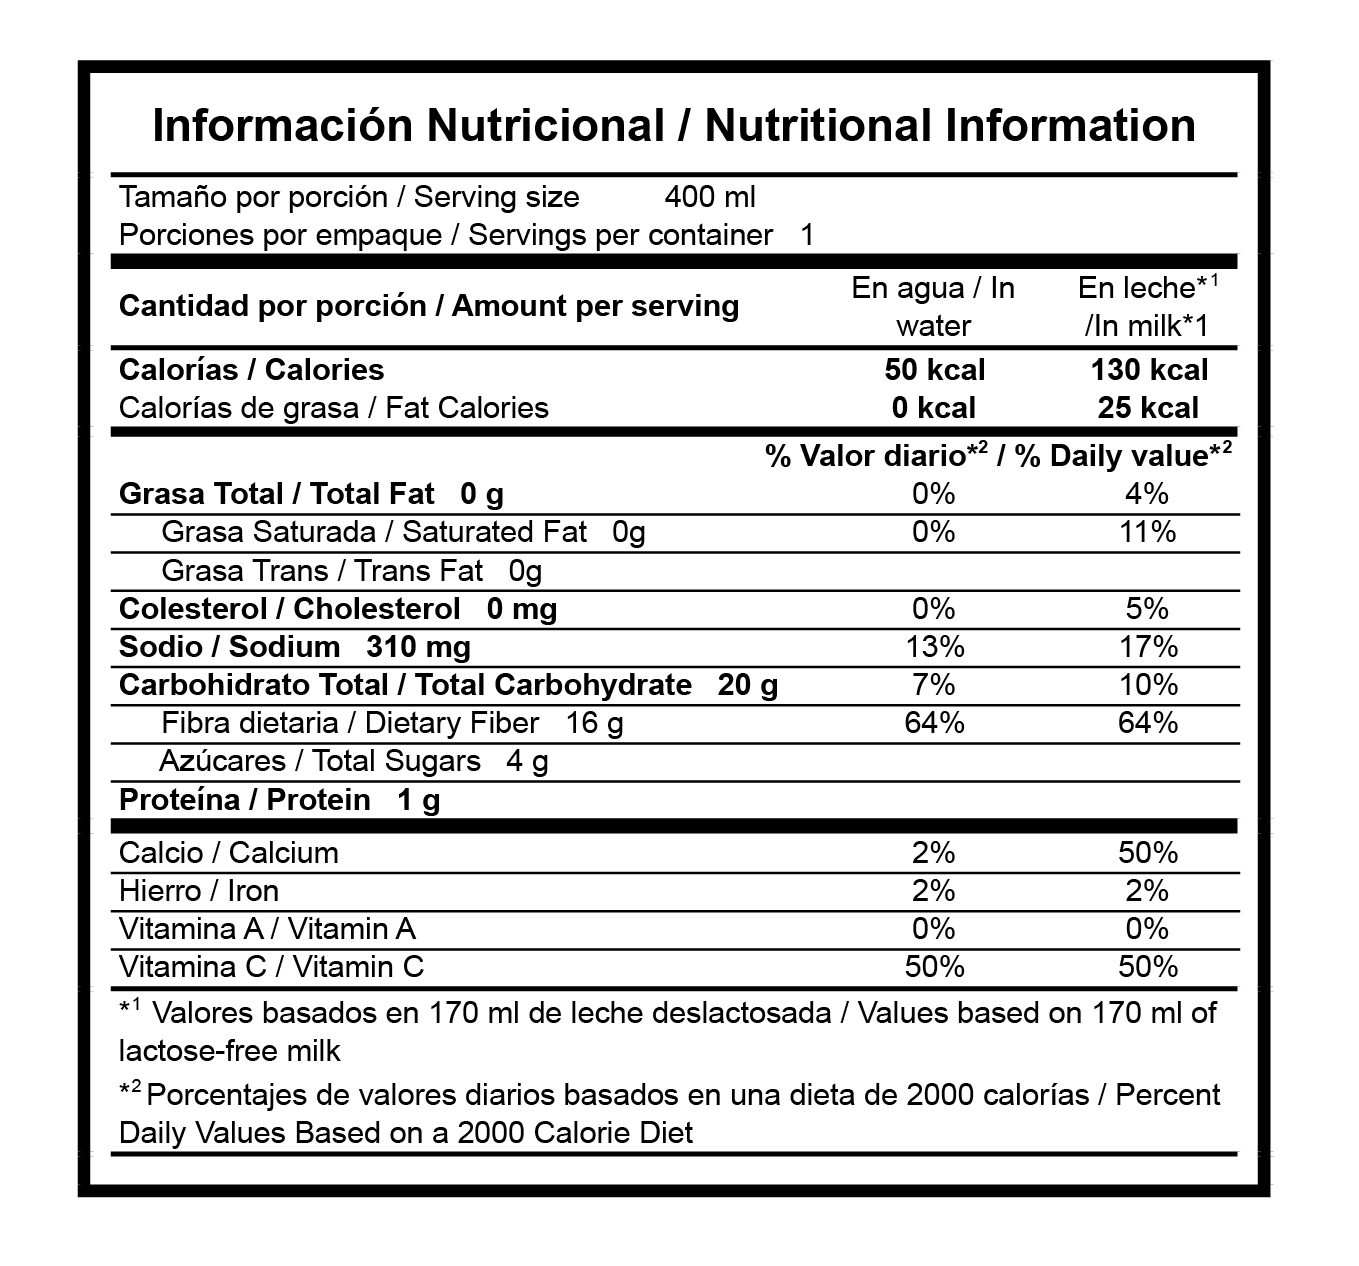 Información Nutricional / Nutritional Information
Tamaño por porción / Serving size 400 ml
Porciones por empaque / Servings per container 1
Cantidad por porción / Amount per serving
En agua / In
water
En leche*¹
/In milk*1
Calorías / Calories 50 kcal 130 kcal
Calorías de grasa / Fat Calories 0 kcal 25 kcal
% Valor diario*² / % Daily value*²
Grasa Total / Total Fat 0 g 0% 4%
Grasa Saturada / Saturated Fat 0g 0% 11%
Grasa Trans / Trans Fat 0g
Colesterol / Cholesterol 0 mg 0% 5%
Sodio / Sodium 310 mg 13% 17%
Carbohidrato Total / Total Carbohydrate 20 g 7% 10%
Fibra dietaria / Dietary Fiber 16 g 64% 64%
Azúcares / Total Sugars 4 g
Proteína / Protein 1 g
Calcio / Calcium 2% 50%
Hierro / Iron 2% 2%
Vitamina A / Vitamin A 0% 0%
Vitamina C / Vitamin C 50% 50%
*¹ Valores basados en 170 ml de leche deslactosada / Values based on 170 ml of
lactose-free milk
*² Porcentajes de valores diarios basados en una dieta de 2000 calorías / Percent
Daily Values Based on a 2000 Calorie Diet